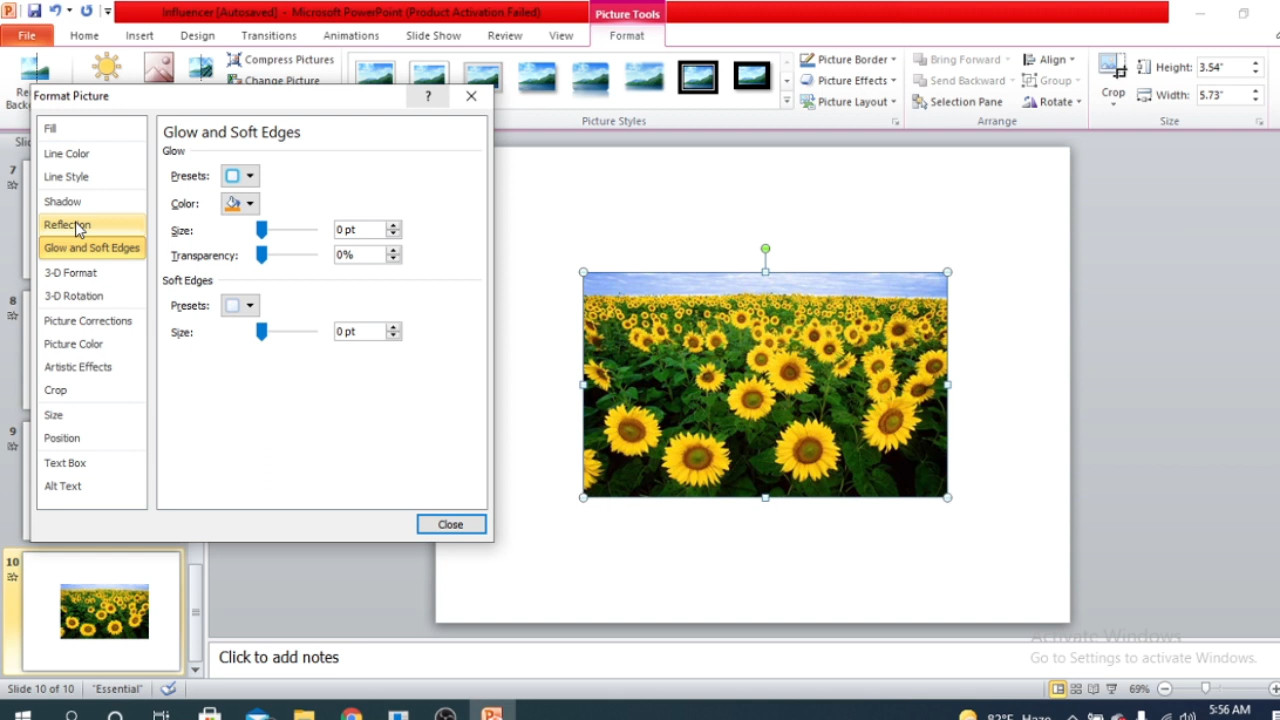 Influencer [Autosaved] - Microsoft PowerPoint (Product Activation Failed)
Picture Tools
File Home Insert Design Transitions Animations Slide Show Review View Format
Compress Pictures
Change Picture
Picture Border
Picture Effects
Picture Layout
Picture Styles
Bring Forward
Send Backward
Selection Pane
Align
Group
Rotate
Arrange
Crop
Height: 3.54"
Width: 5.73"
Size
Format Picture
?
Fill
Line Color
Line Style
Shadow
Reflection
Glow and Soft Edges
3-D Format
3-D Rotation
Picture Corrections
Picture Color
Artistic Effects
Crop
Size
Position
Text Box
Alt Text
Glow and Soft Edges
Glow
Presets:
Color:
Size: 0 pt
Transparency: 0%
Soft Edges
Presets:
Size: 0 pt
Close
7
8
9
10
Click to add notes
Activate Windows
Go to Settings to activate Windows.
Slide 10 of 10 "Essential" 69%
82°F Haze
5:56 AM